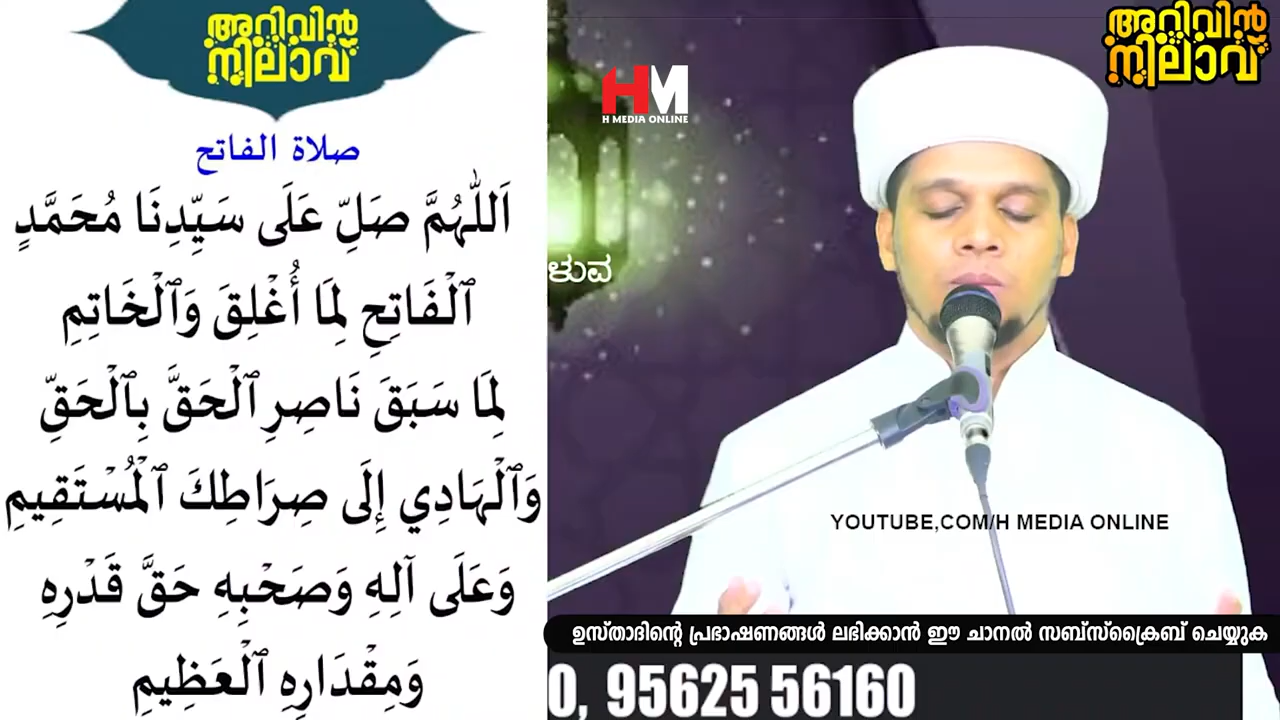 അറിവിൻ
നിലാവ്
صلاة الفاتح
اَللّٰهُمَّ صَلِّ عَلَى سَيِّدِنَا مُحَمَّدٍ
ٱلْفَاتِحِ لِمَا أُغْلِقَ وَٱلْخَاتِمِ
لِمَا سَبَقَ نَاصِرِ ٱلْحَقَّ بِٱلْحَقِّ
وَٱلْهَادِي إِلَى صِرَاطِكَ ٱلْمُسْتَقِيمِ
وَعَلَى آلِهِ وَصَحْبِهِ حَقَّ قَدْرِهِ
وَمِقْدَارِهِ ٱلْعَظِيمِ
HM
H MEDIA ONLINE
അറിവിൻ
നിലാവ്
ಳುವ
YOUTUBE,COM/H MEDIA ONLINE
ഉസ്താദിന്റെ പ്രഭാഷണങ്ങൾ ലഭിക്കാൻ ഈ ചാനൽ സബ്സ്ക്രൈബ് ചെയ്യുക
0, 95625 56160